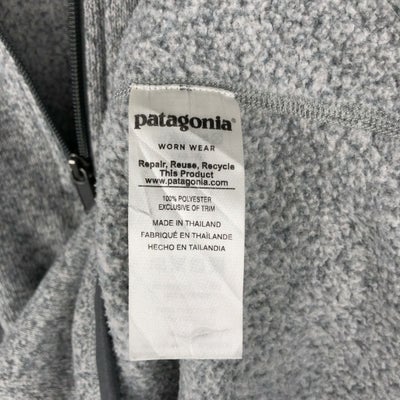 patagonia®
WORN WEAR
Repair, Reuse, Recycle
This Product
www.patagonia.com
100% POLYESTER
EXCLUSIVE OF TRIM
MADE IN THAILAND
FABRIQUÉ EN THAÏLANDE
HECHO EN TAILANDIA